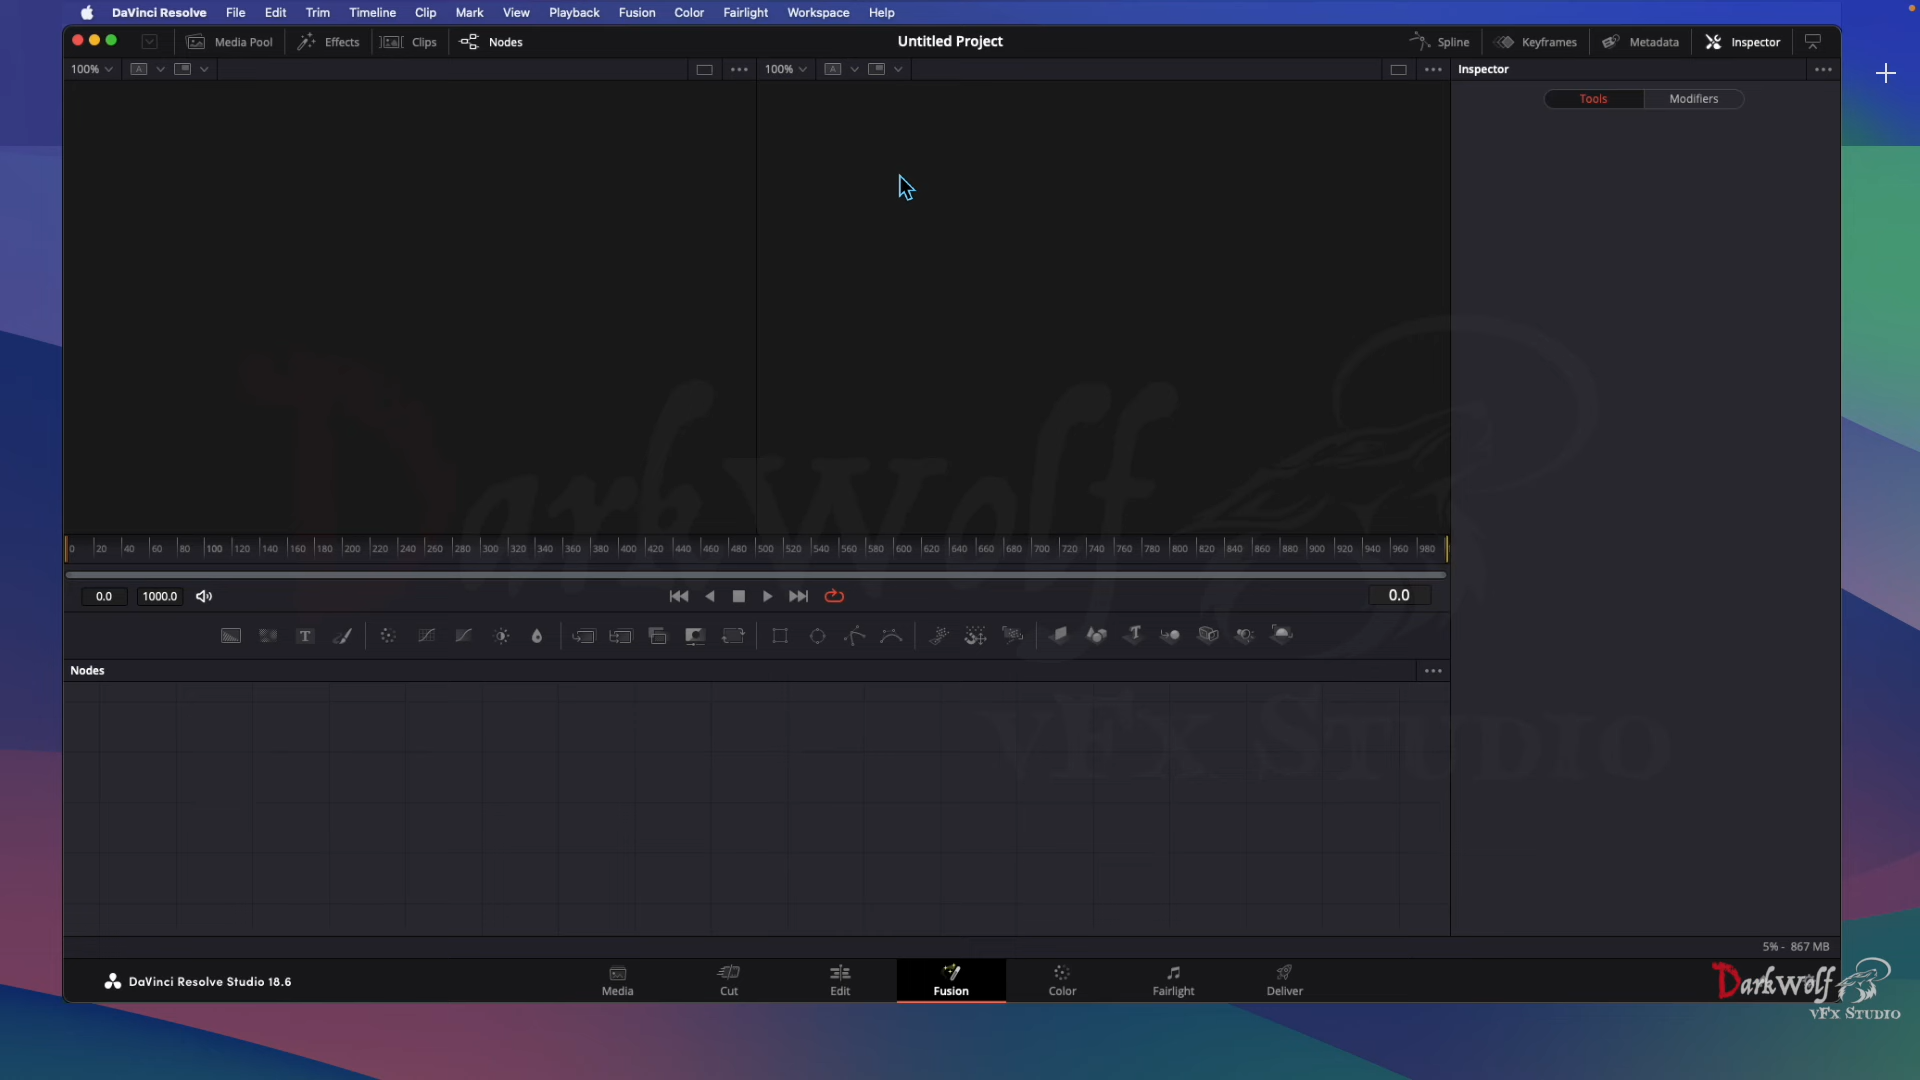 DaVinci Resolve File Edit Trim Timeline Clip Mark View Playback Fusion Color Fairlight Workspace Help
Media Pool Effects Clips Nodes Untitled Project Spline Keyframes Metadata Inspector
100% A 100% A Inspector
Tools Modifiers
DarkWolf
0 20 40 60 80 100 120 140 160 180 200 220 240 260 280 300 320 340 360 380 400 420 440 460 480 500 520 540 560 580 600 620 640 660 680 700 720 740 760 780 800 820 840 860 880 900 920 940 960 980
0.0 1000.0 0.0
T T
Nodes
vFx Studio
5% - 867 MB
DaVinci Resolve Studio 18.6 Media Cut Edit Fusion Color Fairlight Deliver
DarkWolf
vFx Studio